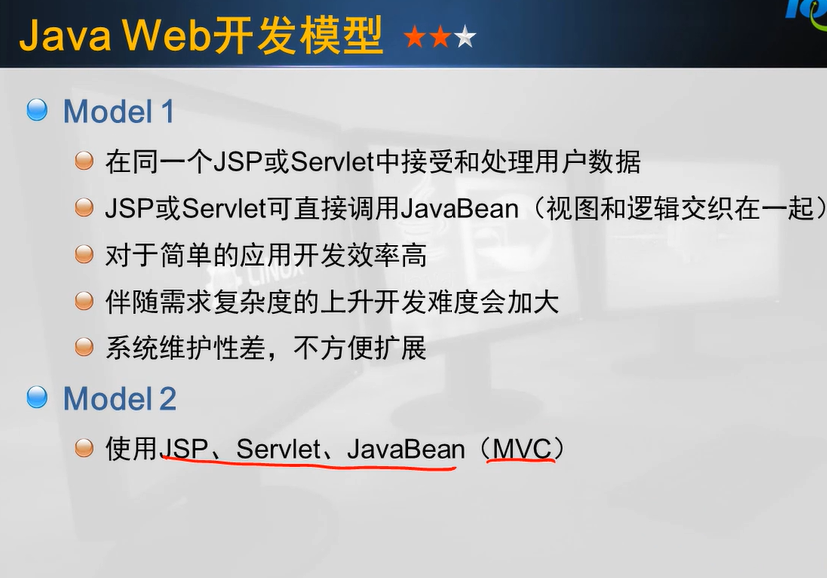 Java Web开发模型
Model 1
在同一个JSP或Servlet中接受和处理用户数据
JSP或Servlet可直接调用JavaBean（视图和逻辑交织在一起）
对于简单的应用开发效率高
伴随需求复杂度的上升开发难度会加大
系统维护性差，不方便扩展
Model 2
使用JSP、Servlet、JavaBean（MVC）
LINUX